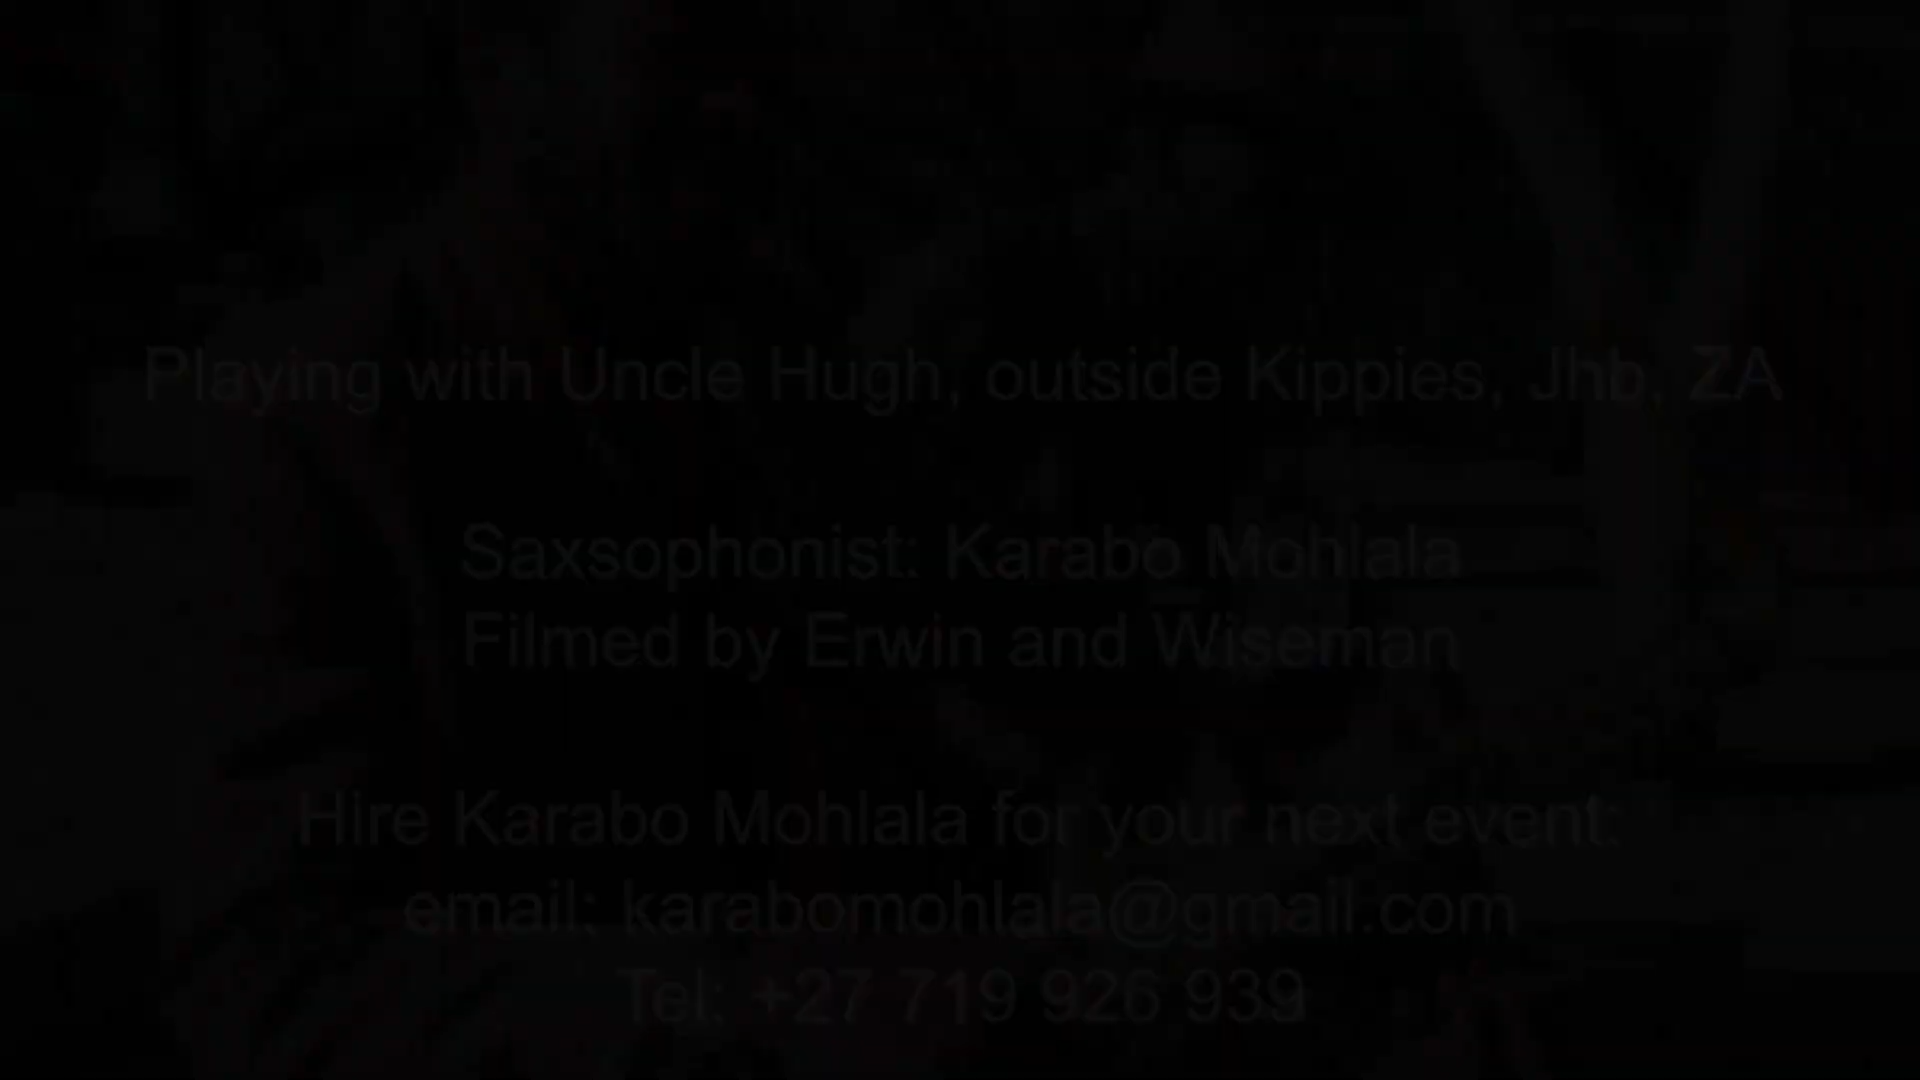 Playing with Uncle Hugh, outside Kippies, Jhb, ZA
Saxsophonist: Karabo Mohlala
Filmed by Erwin and Wiseman
Hire Karabo Mohlala for your next event:
email: karabomohlala@gmail.com
Tel: +27 719 926 939